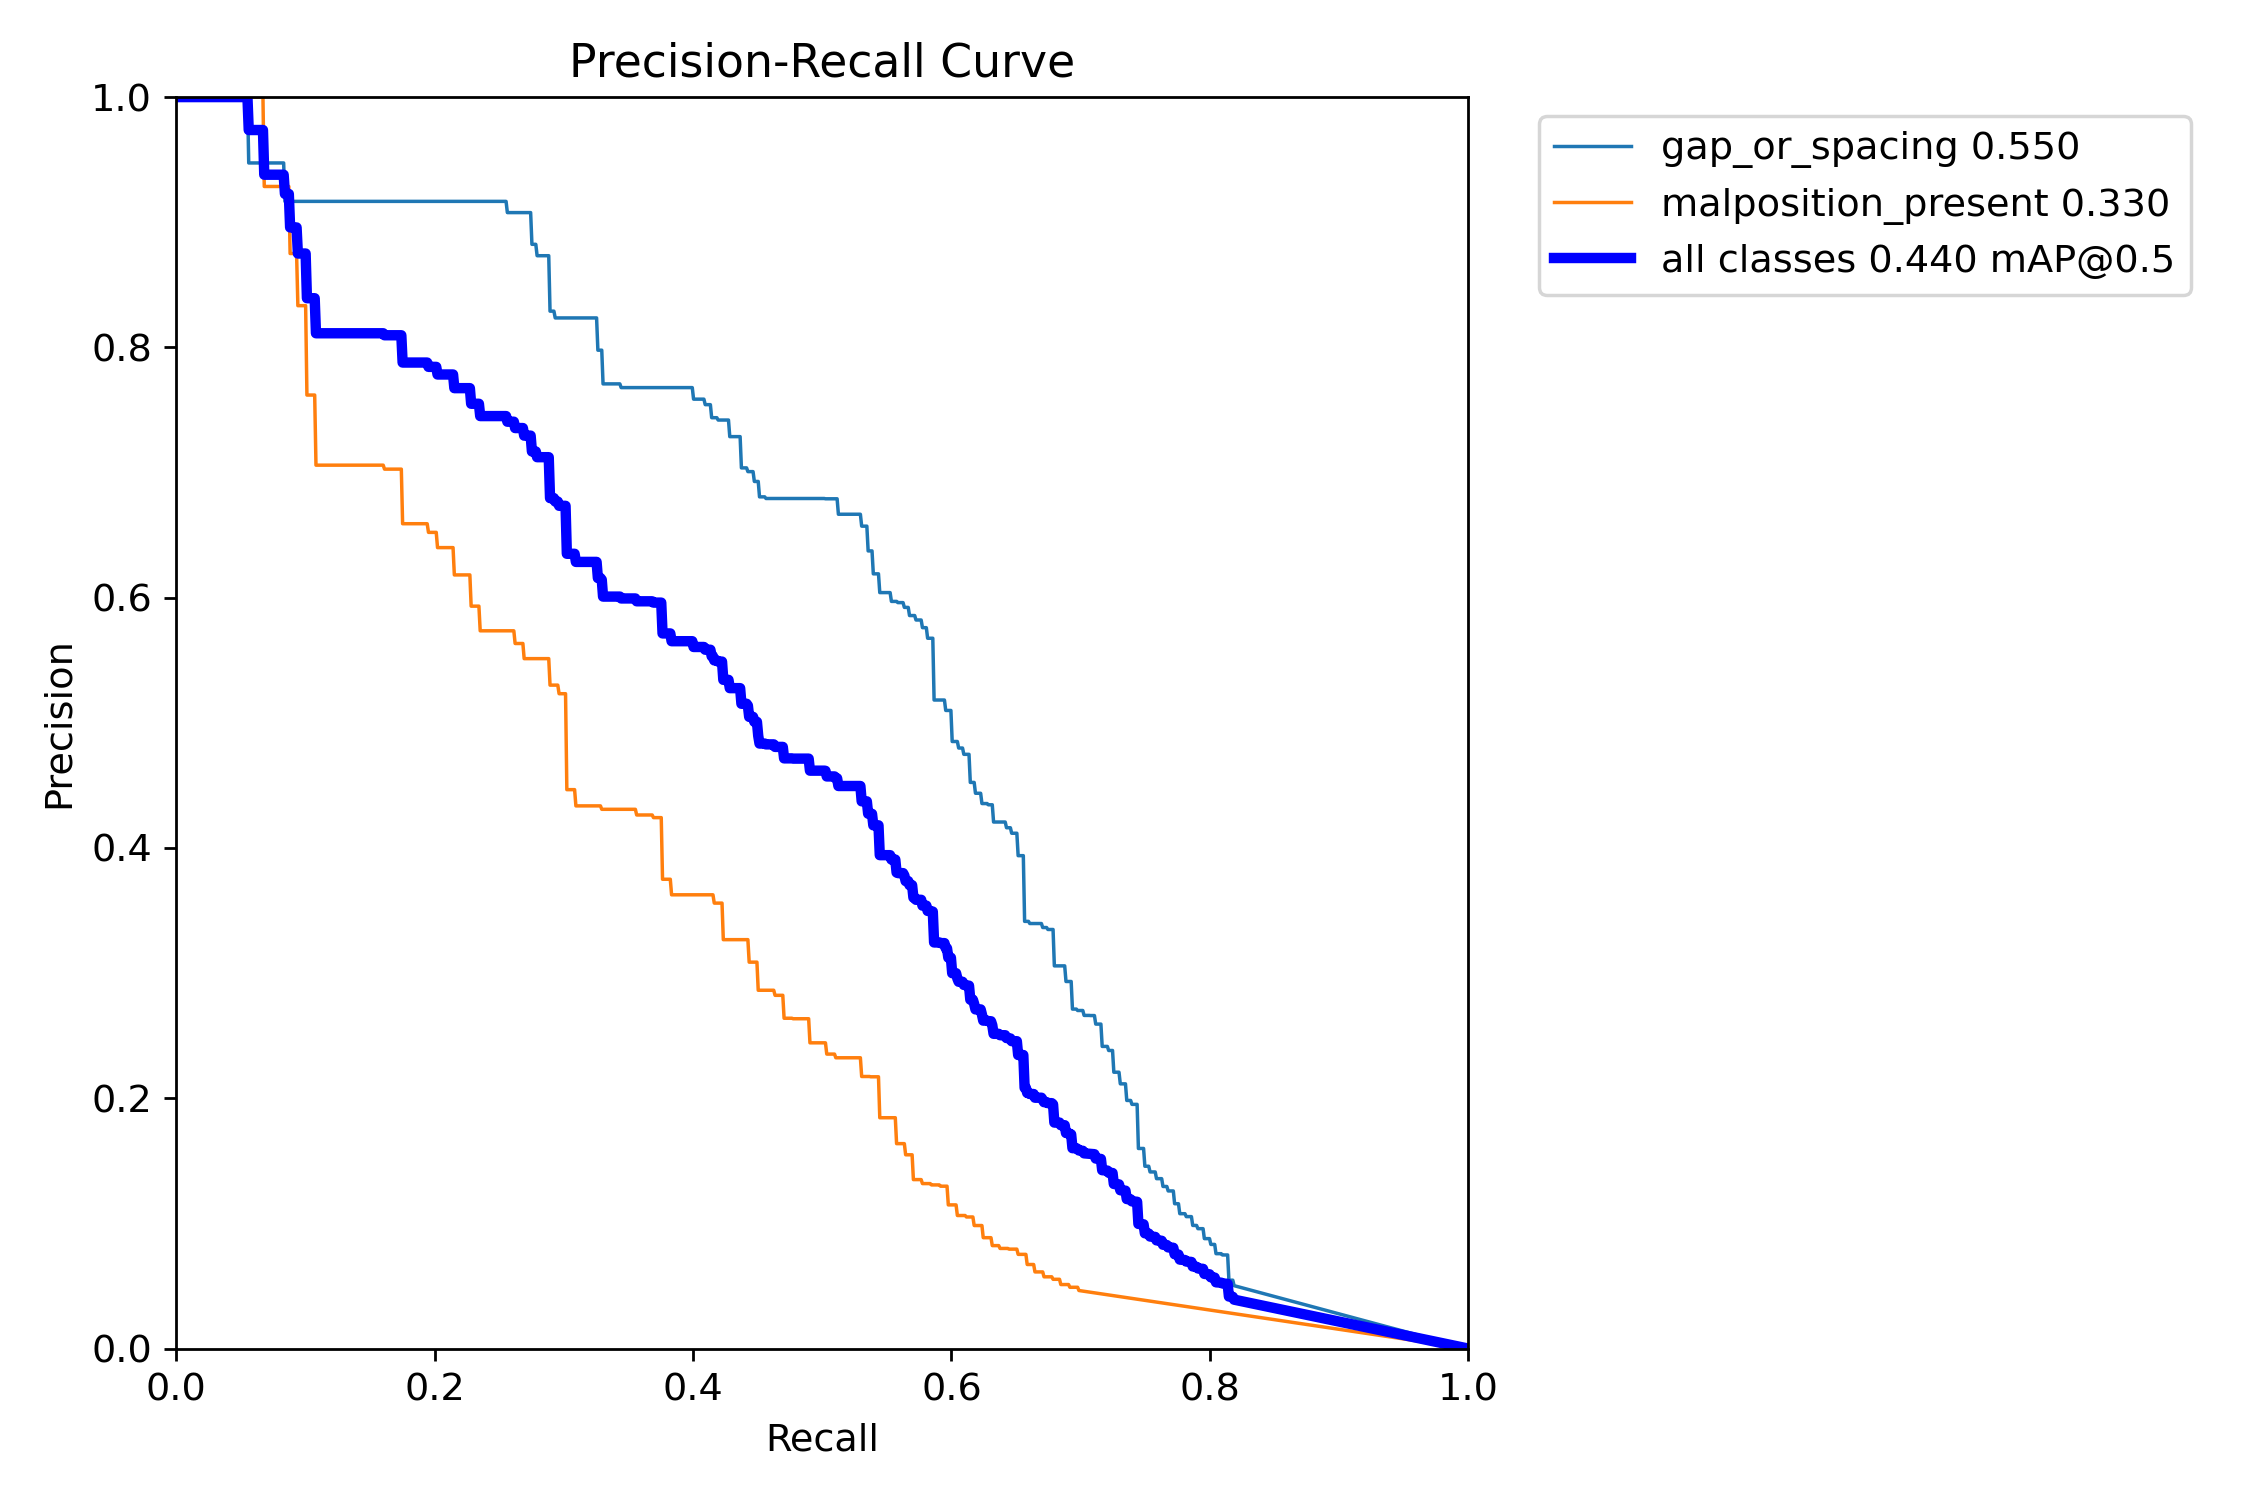 Precision-Recall Curve
1.0
0.8
0.6
0.4
0.2
0.0
Precision
0.0 0.2 0.4 0.6 0.8 1.0
Recall
gap_or_spacing 0.550
malposition_present 0.330
all classes 0.440 mAP@0.5